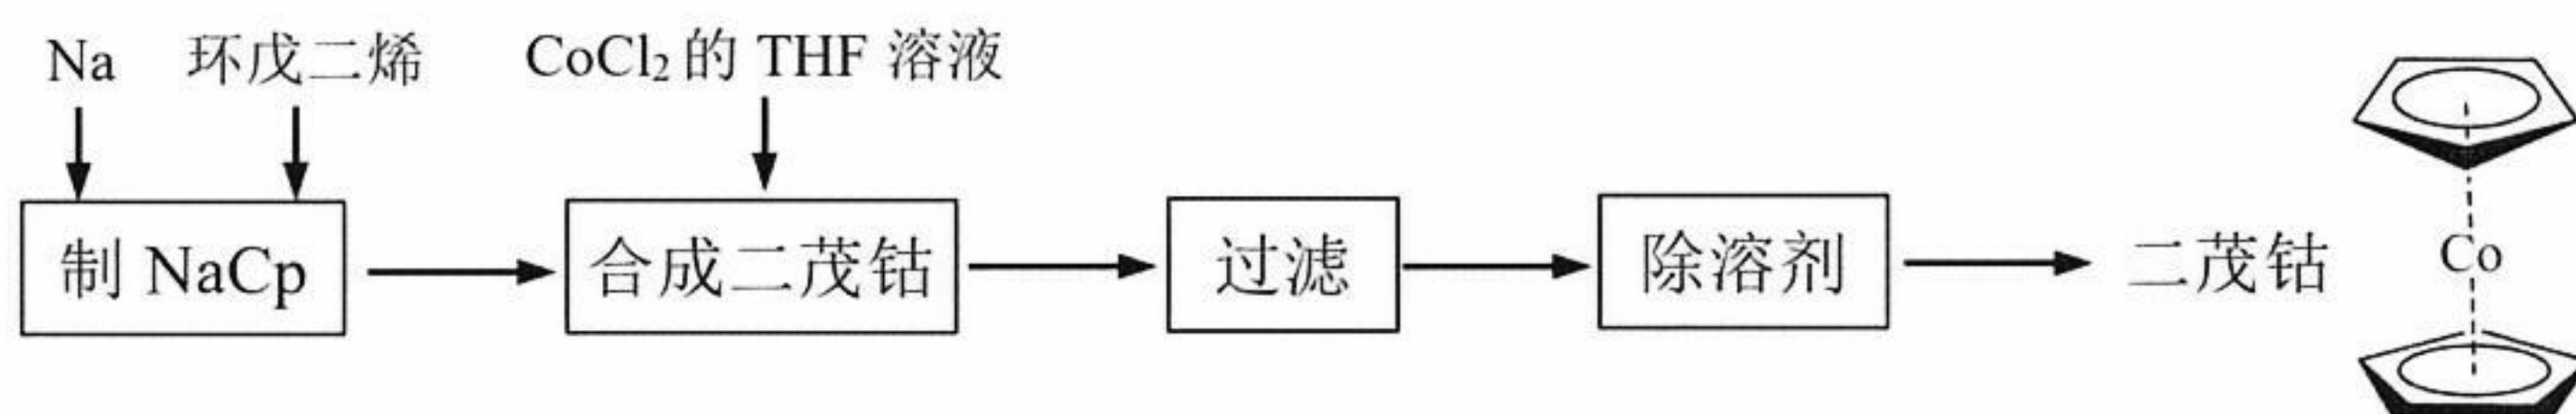 Na 环戊二烯 CoCl₂的 THF 溶液
制 NaCp 合成二茂钴 过滤 除溶剂 二茂钴 Co